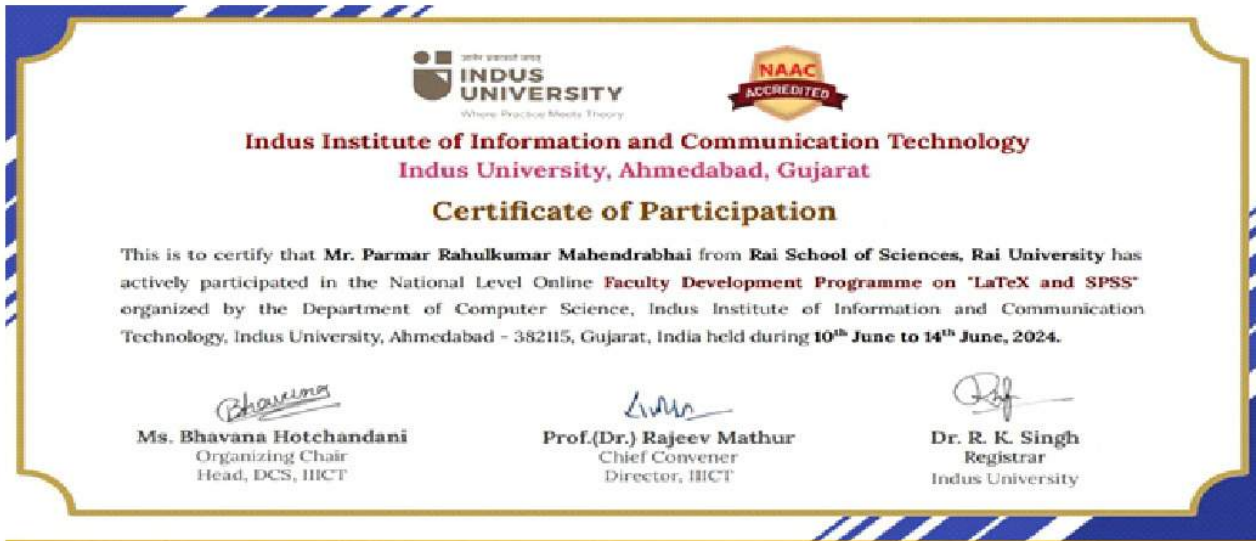 INDUS
UNIVERSITY
Where Practice Meets Theory
NAAC
ACCREDITED
Indus Institute of Information and Communication Technology
Indus University, Ahmedabad, Gujarat
Certificate of Participation
This is to certify that Mr. Parmar Rahulkumar Mahendrabhai from Rai School of Sciences, Rai University has
actively participated in the National Level Online Faculty Development Programme on "LaTeX and SPSS"
organized by the Department of Computer Science, Indus Institute of Information and Communication
Technology, Indus University, Ahmedabad - 382115, Gujarat, India held during 10th June to 14th June, 2024.
Bhavana
Ms. Bhavana Hotchandani
Organizing Chair
Head, DCS, IIICT
Prof.(Dr.) Rajeev Mathur
Chief Convener
Director, IIICT
Dr. R. K. Singh
Registrar
Indus University